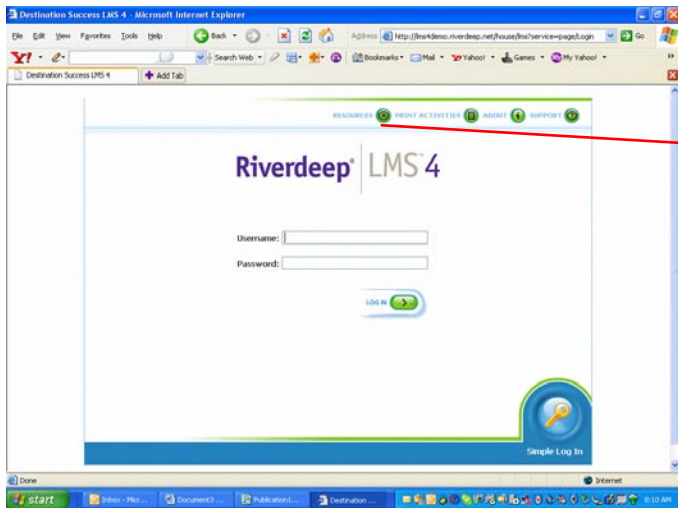 Destination Success LMS 4 - Microsoft Internet Explorer
File Edit View Favorites Tools Help Back Address http://lms4demo.riverdeep.net/house/lms?service=page/Login Go
Y! Search Web Bookmarks Mail Yahoo! Games My Yahoo! »
Destination Success LMS 4 Add Tab
RESOURCES PRINT ACTIVITIES ABOUT SUPPORT
Riverdeep® LMS™ 4
Username:
Password:
LOG IN
Simple Log In
Done Internet
start Inbox - Micr... Document3 ... Publication1... Destination ... 8:10 AM